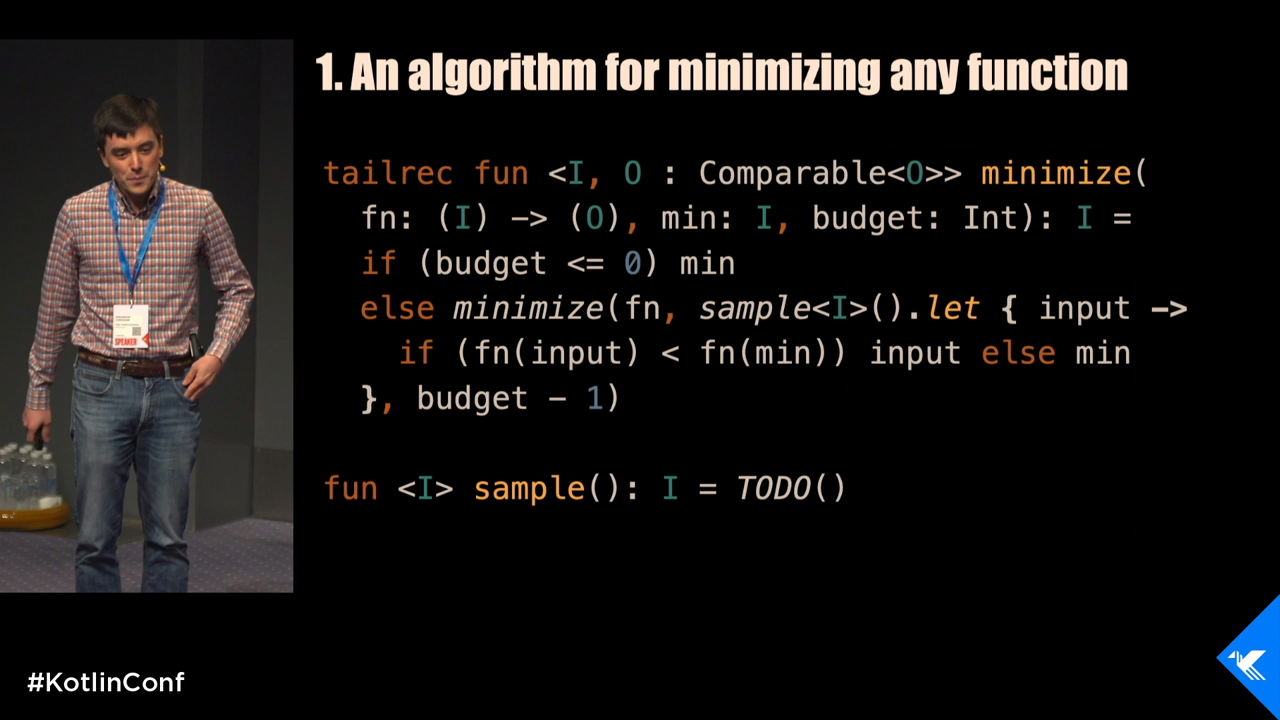 1. An algorithm for minimizing any function
tailrec fun <I, O : Comparable<O>> minimize(
fn: (I) -> (O), min: I, budget: Int): I =
if (budget <= 0) min
else minimize(fn, sample<I>().let { input ->
if (fn(input) < fn(min)) input else min
}, budget - 1)
fun <I> sample(): I = TODO()
SPEAKER
#KotlinConf